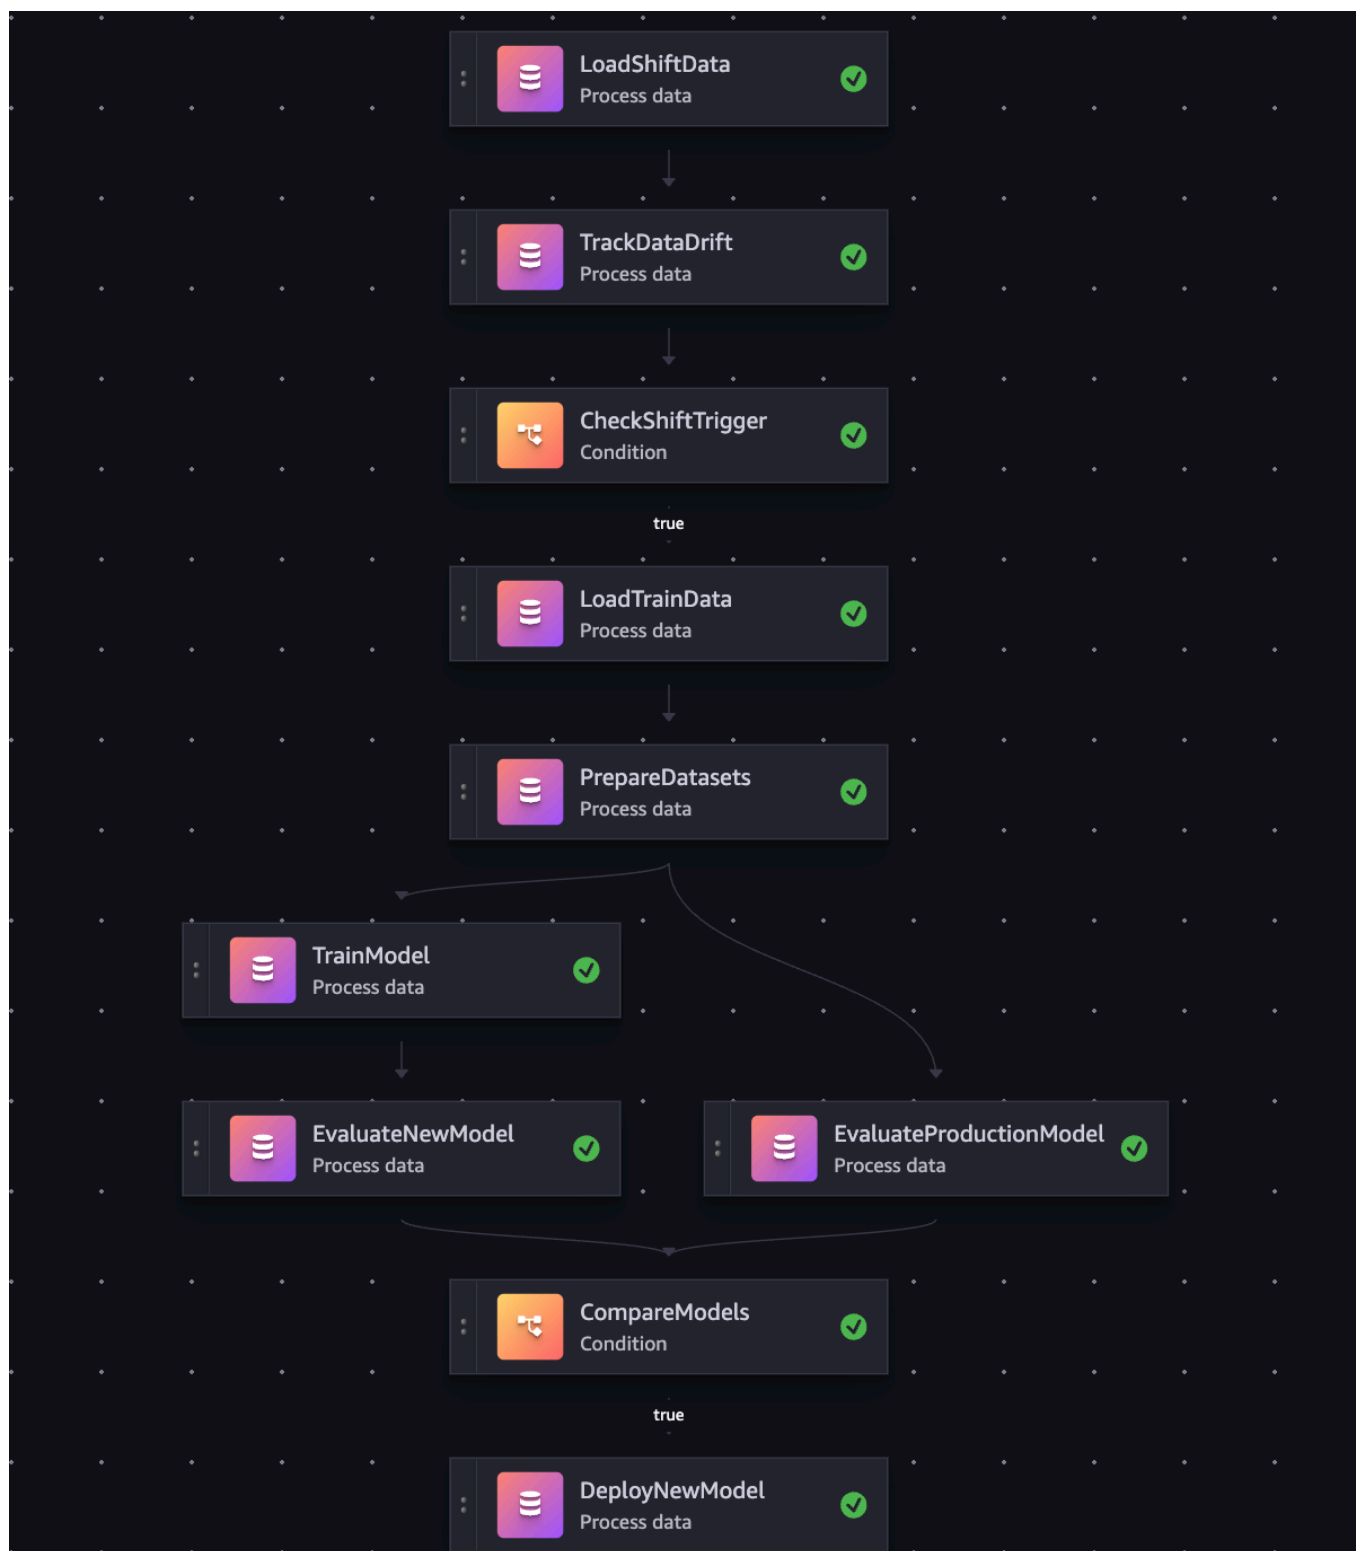 LoadShiftData
Process data
TrackDataDrift
Process data
CheckShiftTrigger
Condition
true
LoadTrainData
Process data
PrepareDatasets
Process data
TrainModel
Process data
EvaluateNewModel
Process data
EvaluateProductionModel
Process data
CompareModels
Condition
true
DeployNewModel
Process data